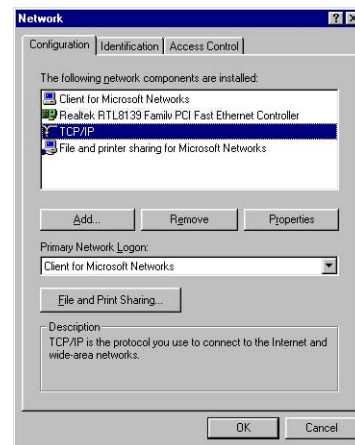 Network
Configuration Identification Access Control
The following network components are installed:
Client for Microsoft Networks
Realtek RTL8139 Family PCI Fast Ethernet Controller
TCP/IP
File and printer sharing for Microsoft Networks
Add... Remove Properties
Primary Network Logon:
Client for Microsoft Networks
File and Print Sharing...
Description
TCP/IP is the protocol you use to connect to the Internet and
wide-area networks.
OK Cancel